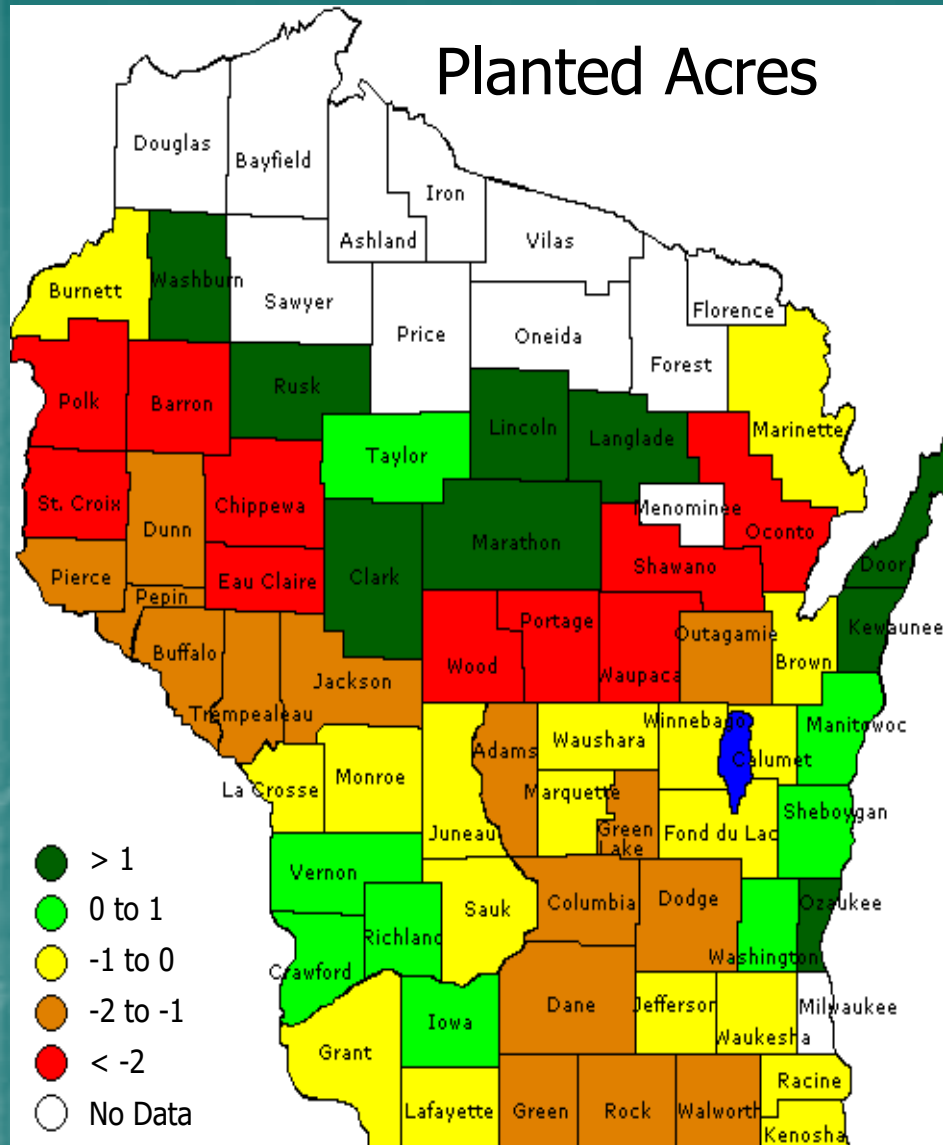 Planted Acres
Douglas
Bayfield
Iron
Ashland
Vilas
Burnett
Washburn
Sawyer
Price
Oneida
Florence
Forest
Polk
Barron
Rusk
Lincoln
Langlade
Marinette
Taylor
St. Croix
Dunn
Chippewa
Menominee
Oconto
Marathon
Clark
Shawano
Door
Pierce
Pepin
Eau Claire
Buffalo
Trempealeau
Jackson
Wood
Portage
Waupaca
Outagamie
Brown
Kewaunee
La Crosse
Monroe
Juneau
Adams
Waushara
Winnebago
Calumet
Manitowoc
Marquette
Green
Lake
Fond du Lac
Sheboygan
Vernon
Richland
Sauk
Columbia
Dodge
Washington
Ozaukee
Crawford
Iowa
Dane
Jefferson
Waukesha
Milwaukee
Grant
Lafayette
Green
Rock
Walworth
Racine
Kenosha
> 1
0 to 1
-1 to 0
-2 to -1
< -2
No Data